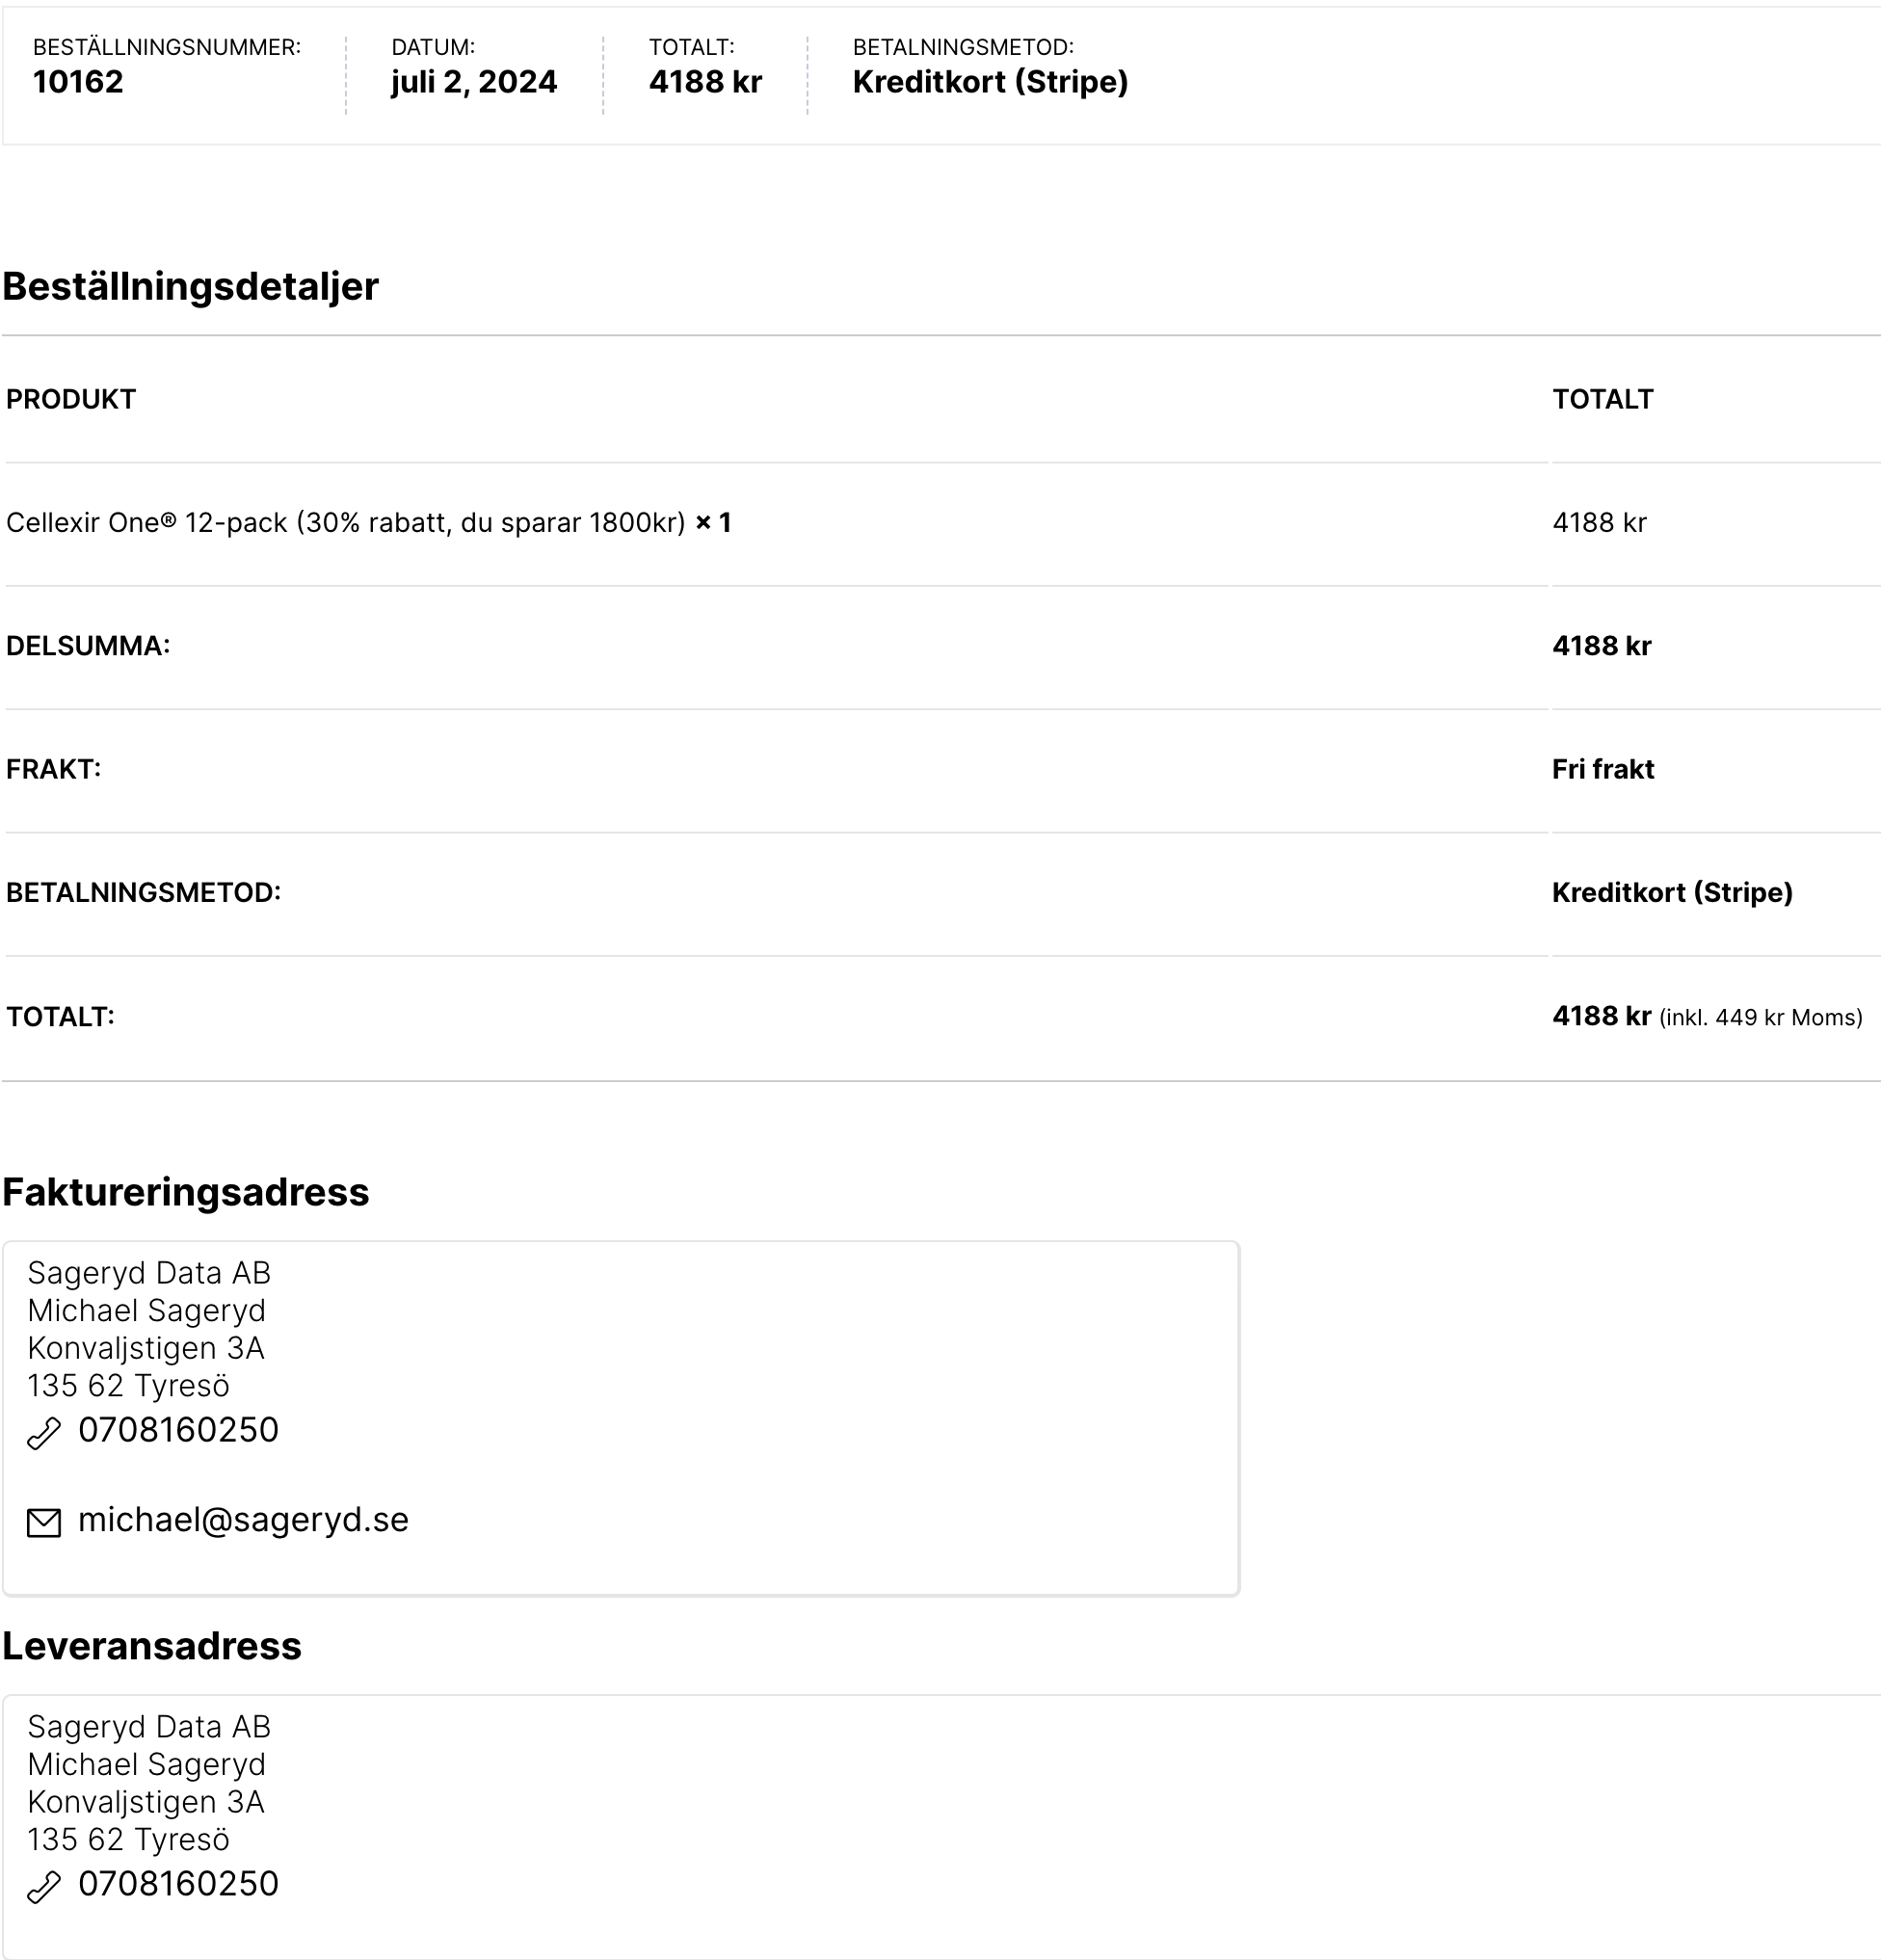 BESTÄLLNINGSNUMMER:
10162
DATUM:
juli 2, 2024
TOTALT:
4188 kr
BETALNINGSMETOD:
Kreditkort (Stripe)
Beställningsdetaljer
PRODUKT TOTALT
Cellexir One® 12-pack (30% rabatt, du sparar 1800kr) × 1 4188 kr
DELSUMMA: 4188 kr
FRAKT: Fri frakt
BETALNINGSMETOD: Kreditkort (Stripe)
TOTALT: 4188 kr (inkl. 449 kr Moms)
Faktureringsadress
Sageryd Data AB
Michael Sageryd
Konvaljstigen 3A
135 62 Tyresö
0708160250
michael@sageryd.se
Leveransadress
Sageryd Data AB
Michael Sageryd
Konvaljstigen 3A
135 62 Tyresö
0708160250